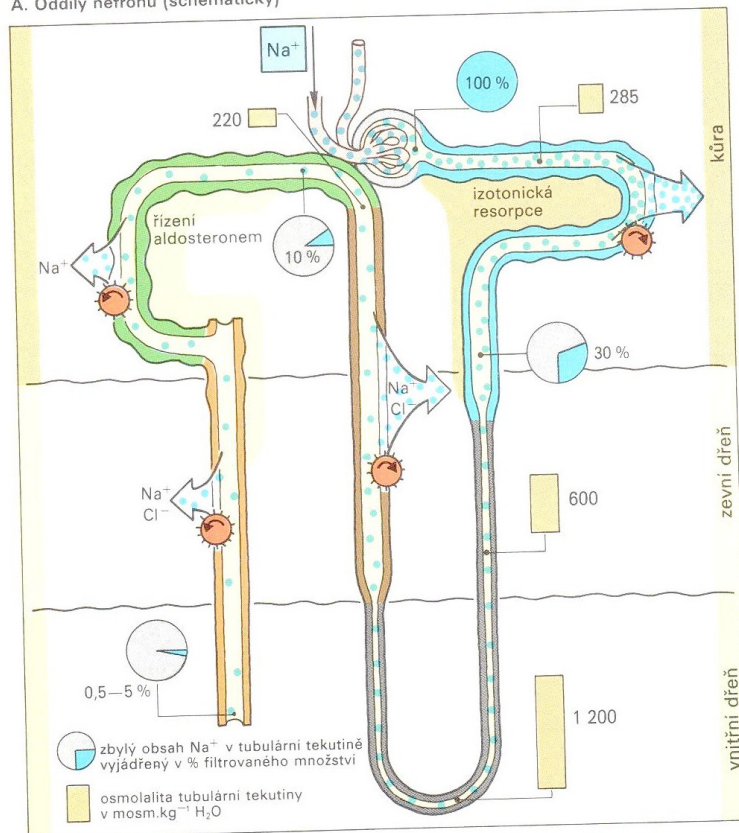 A. Oddíly nefronu (schematicky)
Na⁺
100 %
285
220
kůra
izotonická
resorpce
řízení
aldosteronem
10 %
Na⁺
30 %
Na⁺
Cl⁻
zevní dřeň
600
Na⁺
Cl⁻
0,5—5 %
1 200
vnitřní dřeň
zbylý obsah Na⁺ v tubulární tekutině
vyjádřený v % filtrovaného množství
osmolalita tubulární tekutiny
v mosm.kg⁻¹ H₂O